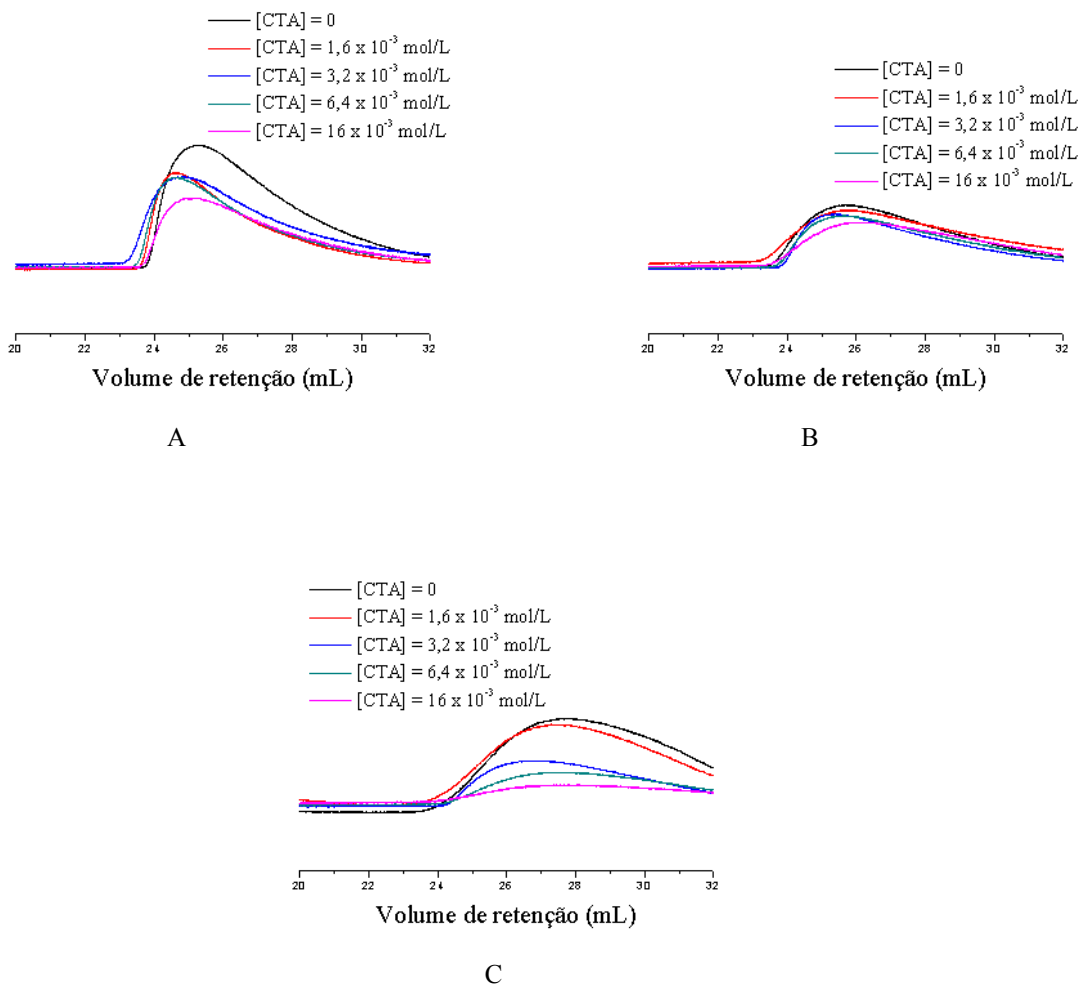 [CTA] = 0
[CTA] = 1,6 x 10⁻³ mol/L
[CTA] = 3,2 x 10⁻³ mol/L
[CTA] = 6,4 x 10⁻³ mol/L
[CTA] = 16 x 10⁻³ mol/L
20 22 24 26 28 30 32
Volume de retenção (mL)
A
[CTA] = 0
[CTA] = 1,6 x 10⁻³ mol/L
[CTA] = 3,2 x 10⁻³ mol/L
[CTA] = 6,4 x 10⁻³ mol/L
[CTA] = 16 x 10⁻³ mol/L
20 22 24 26 28 30 32
Volume de retenção (mL)
B
[CTA] = 0
[CTA] = 1,6 x 10⁻³ mol/L
[CTA] = 3,2 x 10⁻³ mol/L
[CTA] = 6,4 x 10⁻³ mol/L
[CTA] = 16 x 10⁻³ mol/L
20 22 24 26 28 30 32
Volume de retenção (mL)
C